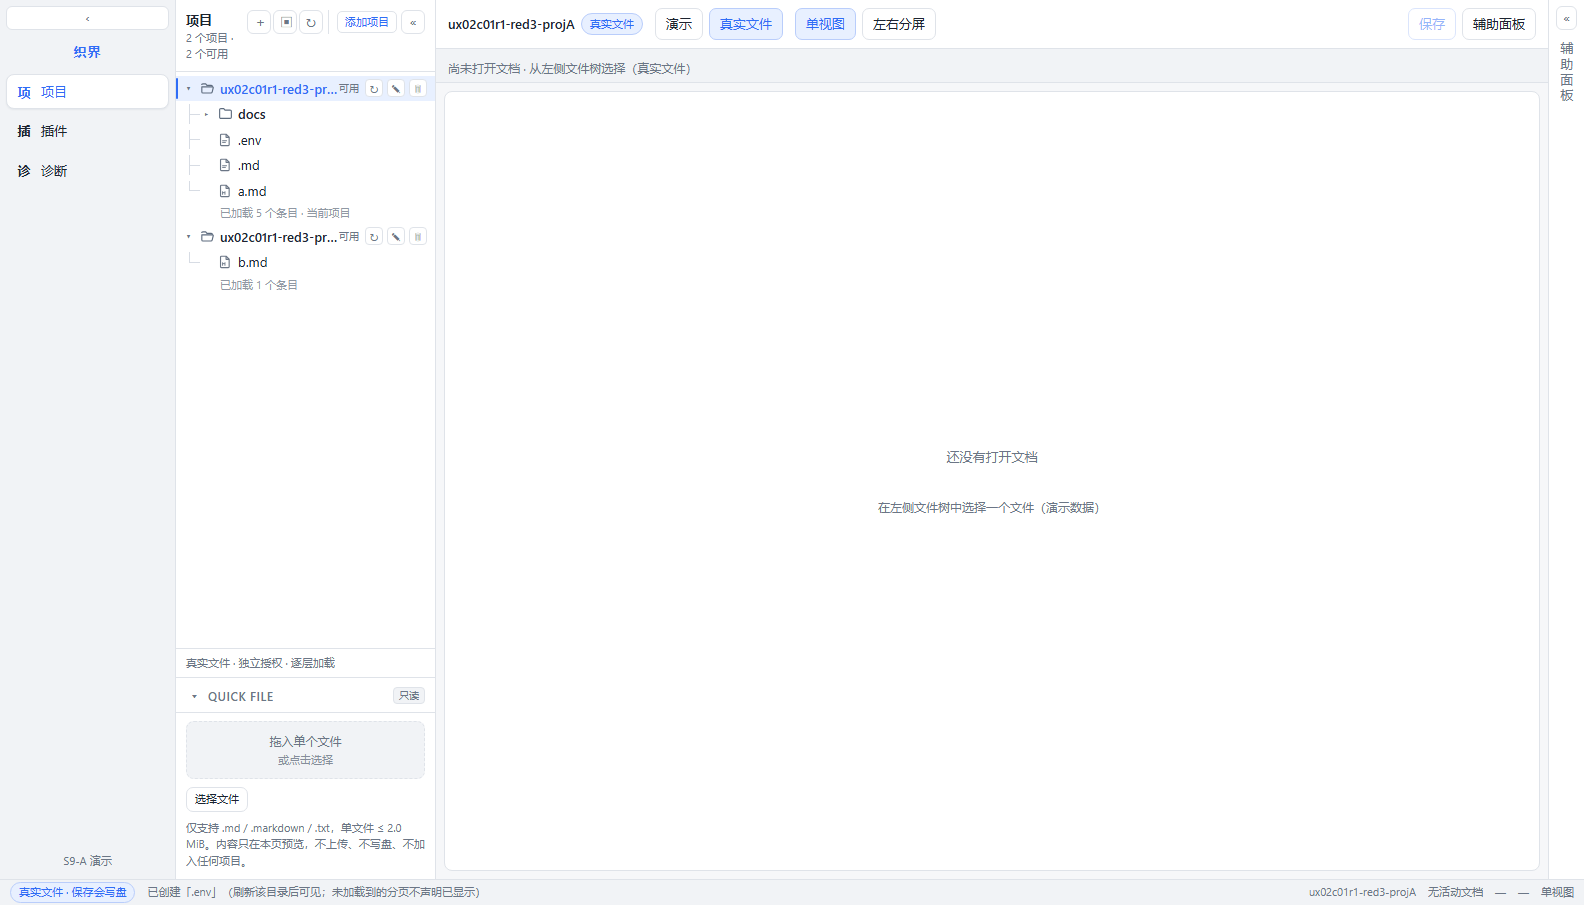 ‹
织界
项 项目
插 插件
诊 诊断
S9-A 演示
项目
2 个项目 ·
2 个可用
+ ↻ 添加项目 «
ux02c01r1-red3-pr... 可用 ↻
docs
.env
.md
a.md
已加载 5 个条目 · 当前项目
ux02c01r1-red3-pr... 可用 ↻
b.md
已加载 1 个条目
真实文件 · 独立授权 · 逐层加载
QUICK FILE 只读
拖入单个文件
或点击选择
选择文件
仅支持 .md / .markdown / .txt，单文件 ≤ 2.0
MiB。内容只在本页预览，不上传、不写盘、不加
入任何项目。
ux02c01r1-red3-projA 真实文件 演示 真实文件 单视图 左右分屏 保存 辅助面板
尚未打开文档 · 从左侧文件树选择（真实文件）
还没有打开文档
在左侧文件树中选择一个文件（演示数据）
«
辅助面板
真实文件 · 保存会写盘 已创建「.env」（刷新该目录后可见；未加载到的分页不声明已显示） ux02c01r1-red3-projA 无活动文档 — — 单视图